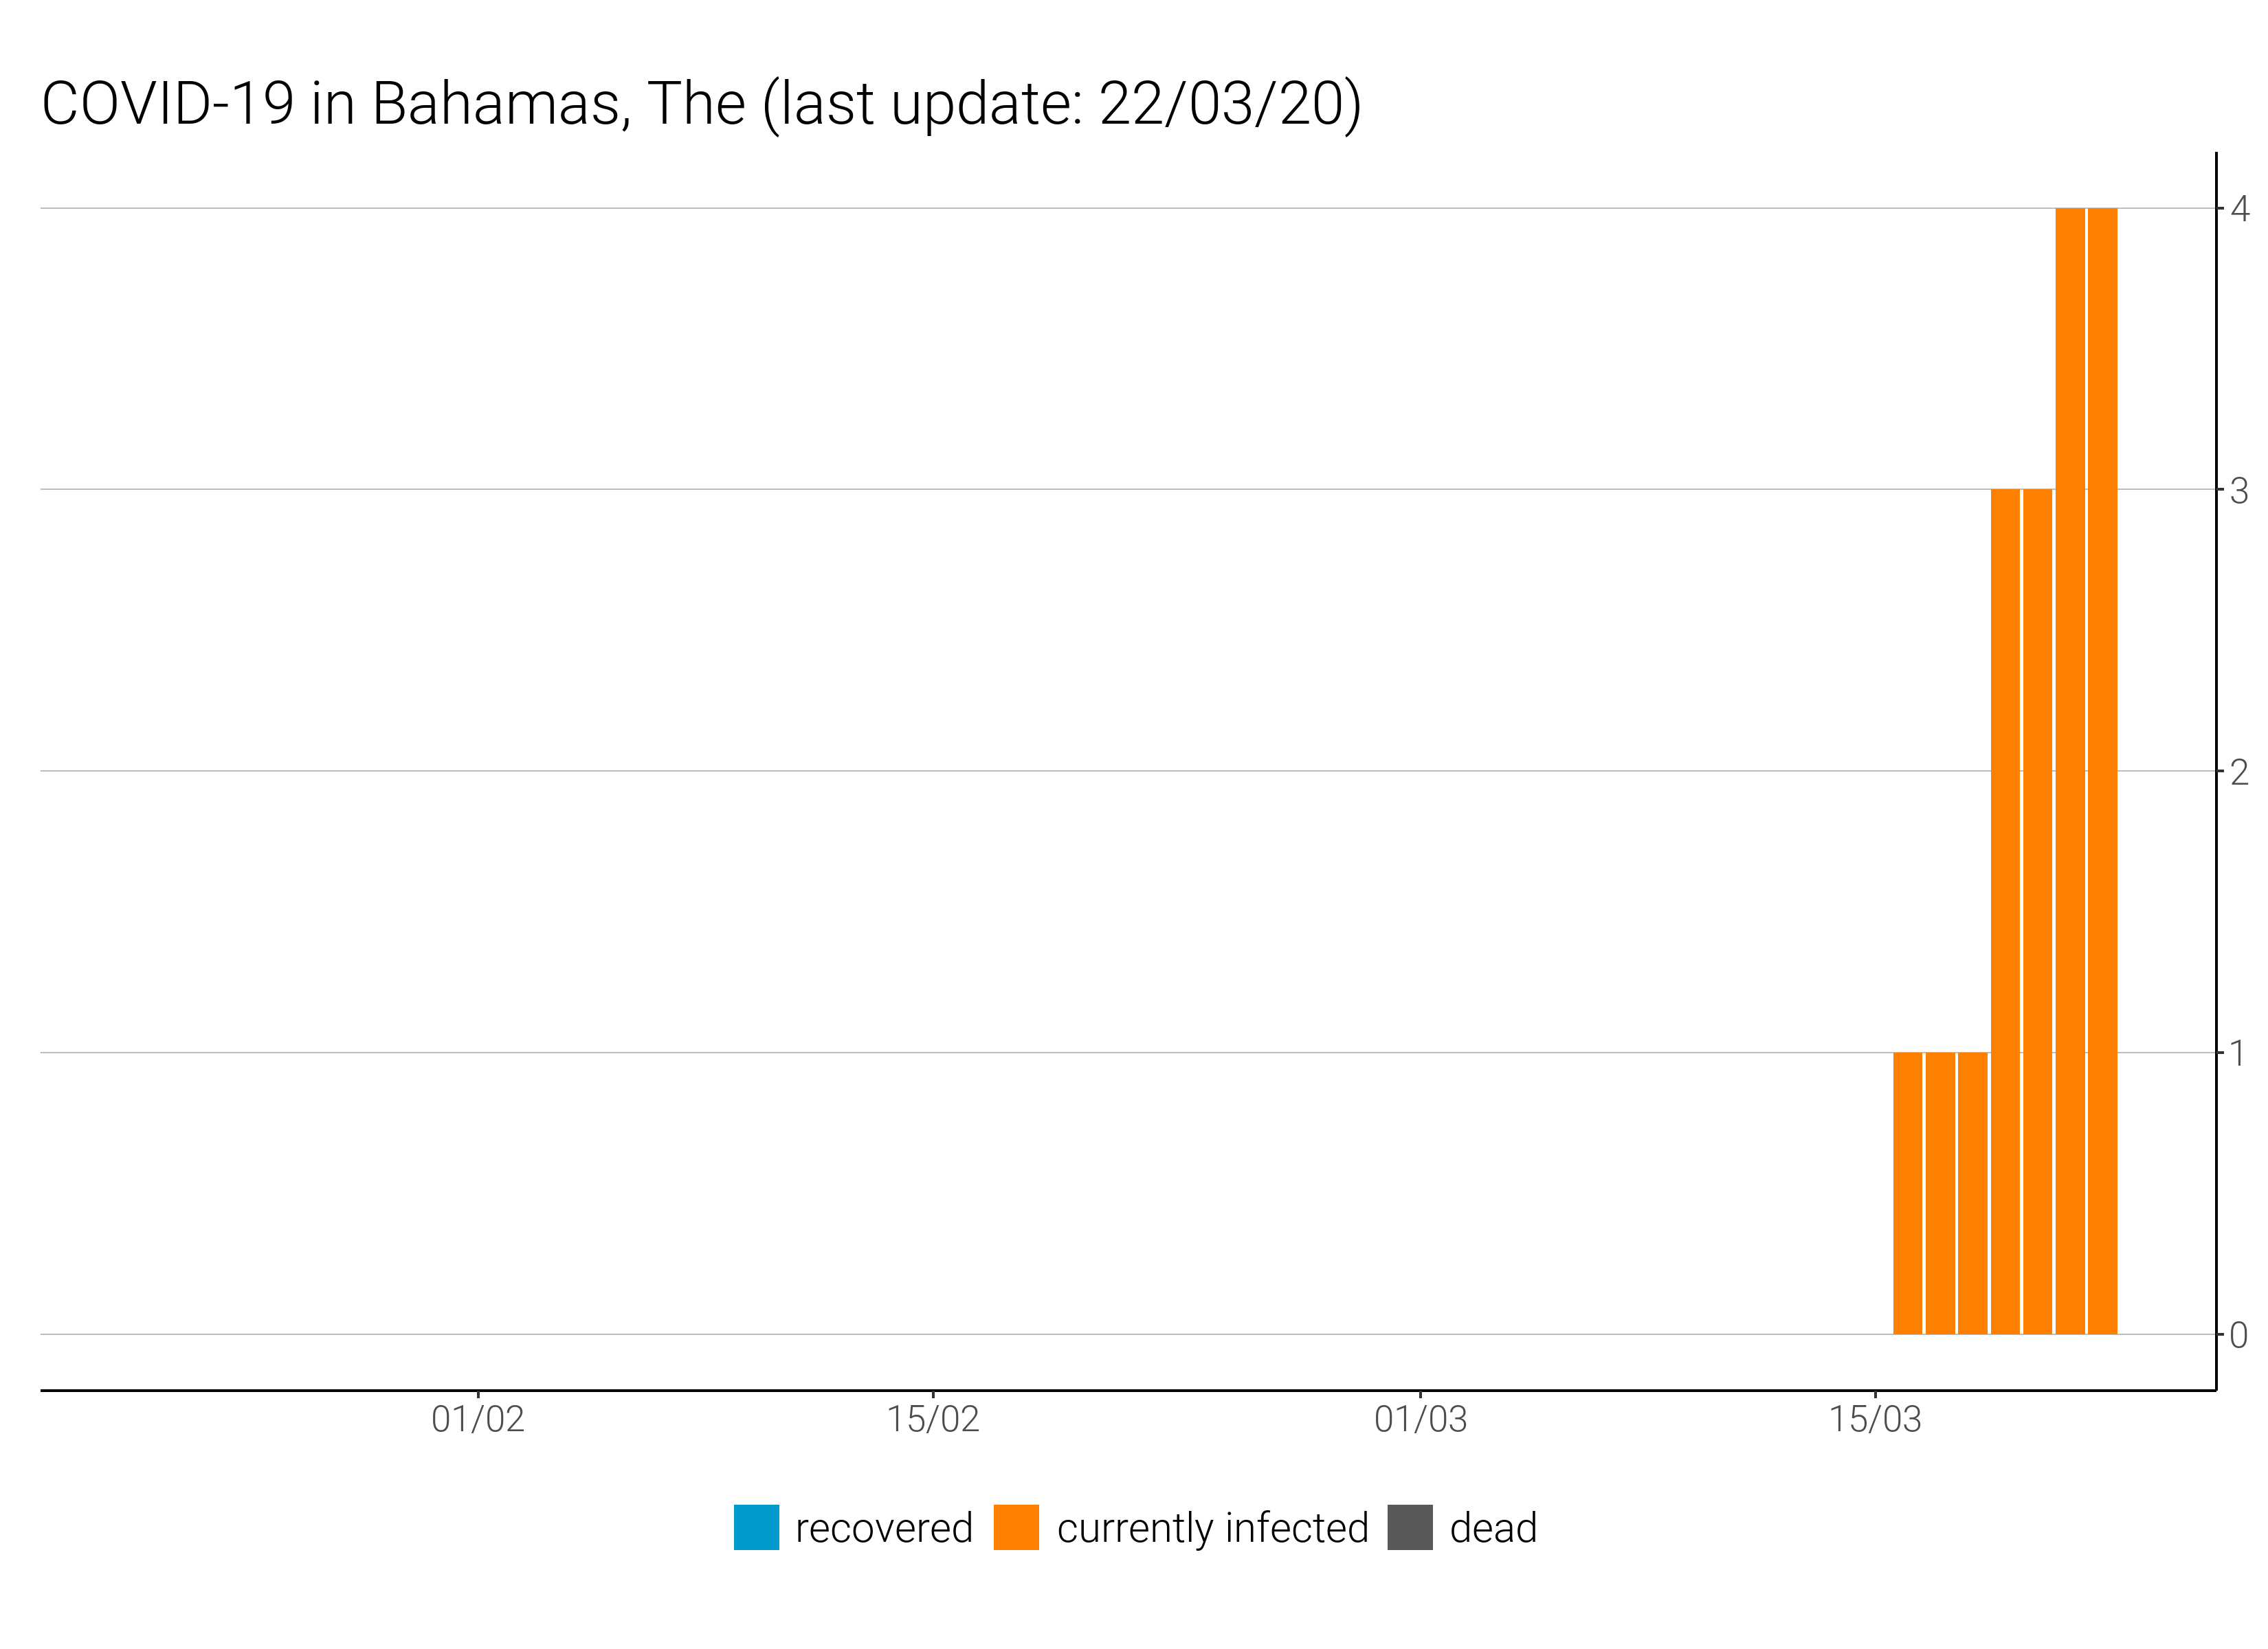 COVID-19 in Bahamas, The (last update: 22/03/20)
4
3
2
1
0
01/02 15/02 01/03 15/03
recovered currently infected dead